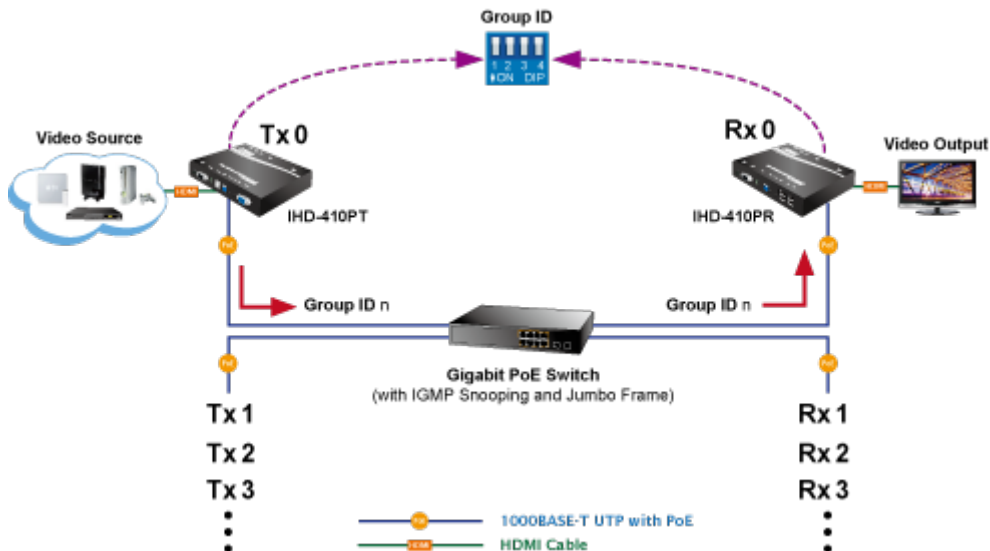 Group ID
1 2 3 4
ON DIP
Tx 0
Rx 0
Video Source
Video Output
HDMI
HDMI
IHD-410PT
IHD-410PR
PoE
PoE
Group ID n
Group ID n
PoE
PoE
Gigabit PoE Switch
(with IGMP Snooping and Jumbo Frame)
Tx 1
Rx 1
Tx 2
Rx 2
Tx 3
Rx 3
PoE 1000BASE-T UTP with PoE
HDMI HDMI Cable